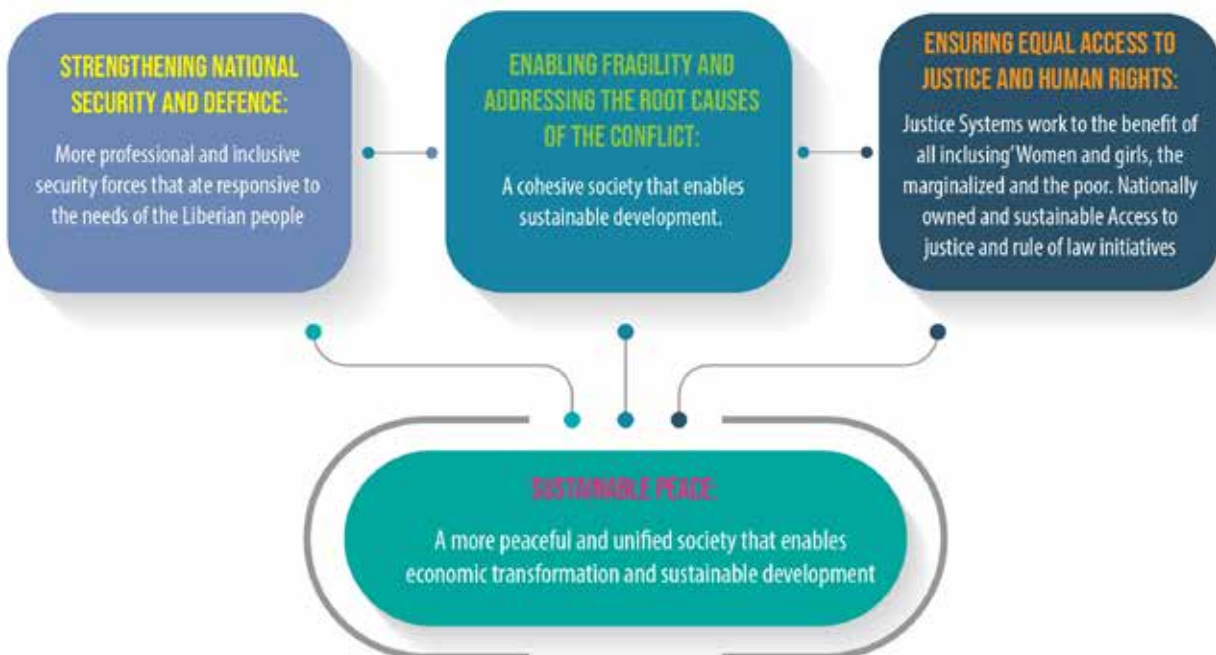 STRENGTHENING NATIONAL
SECURITY AND DEFENCE:
More professional and inclusive
security forces that ate responsive to
the needs of the Liberian people
ENABLING FRAGILITY AND
ADDRESSING THE ROOT CAUSES
OF THE CONFLICT:
A cohesive society that enables
sustainable development.
ENSURING EQUAL ACCESS TO
JUSTICE AND HUMAN RIGHTS:
Justice Systems work to the benefit of
all inclusing' Women and girls, the
marginalized and the poor. Nationally
owned and sustainable Access to
justice and rule of law initiatives
SUSTAINABLE PEACE:
A more peaceful and unified society that enables
economic transformation and sustainable development